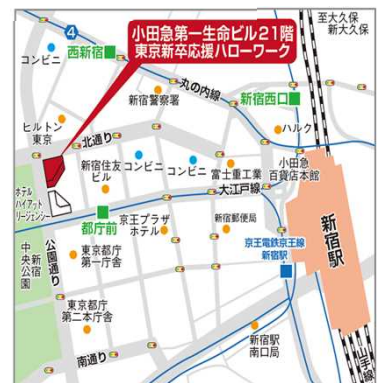 小田急第一生命ビル21階
東京新卒応援ハローワーク
至大久保
新大久保
4
西新宿駅
コンビニ
丸の内線
新宿警察署
新宿西口駅
ヒルトン
東京
北通り
ハルク
新宿住友
ビル
コンビニ
コンビニ
富士重工業
小田急
百貨店本館
大江戸線
ホテル
ハイアット
リージェンシー
都庁前
京王プラザ
ホテル
新宿郵便局
新宿駅
京王電鉄京王線
新宿駅
公園通り
新宿
中央公園
東京都庁
第一庁舎
東京都庁
第二本庁舎
新宿駅
南口局
南通り
山手線